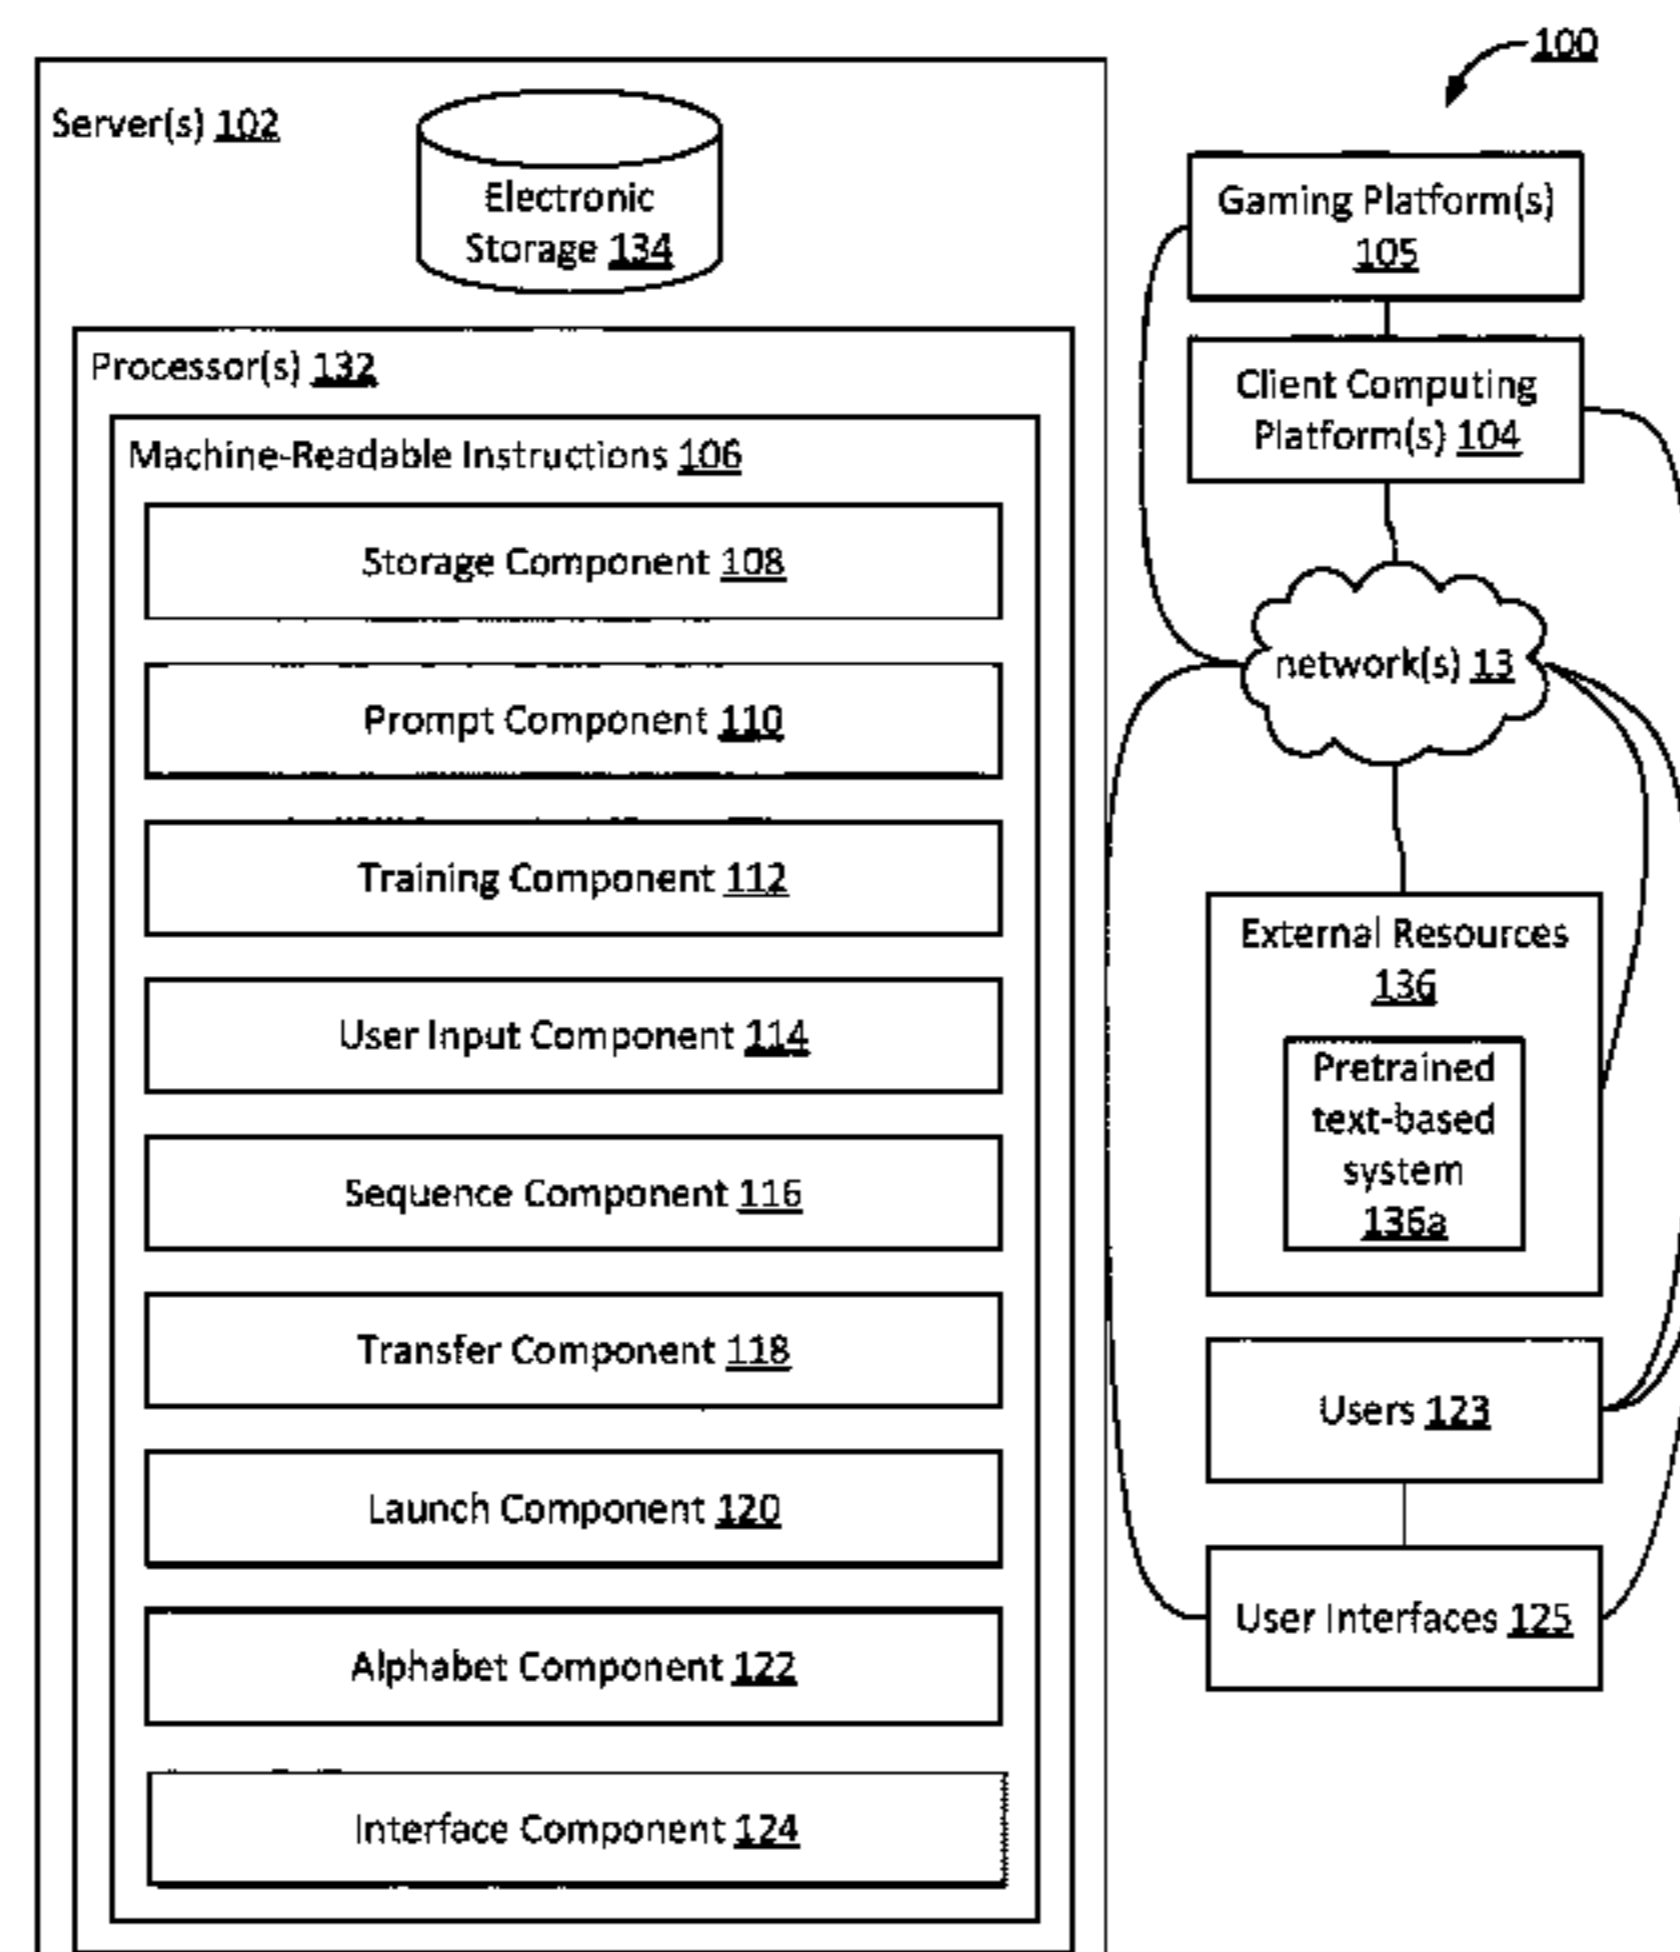 100
Server(s) 102
Electronic
Storage 134
Processor(s) 132
Machine-Readable Instructions 106
Storage Component 108
Prompt Component 110
Training Component 112
User Input Component 114
Sequence Component 116
Transfer Component 118
Launch Component 120
Alphabet Component 122
Interface Component 124
Gaming Platform(s)
105
Client Computing
Platform(s) 104
network(s) 13
External Resources
136
Pretrained
text-based
system
136a
Users 123
User Interfaces 125